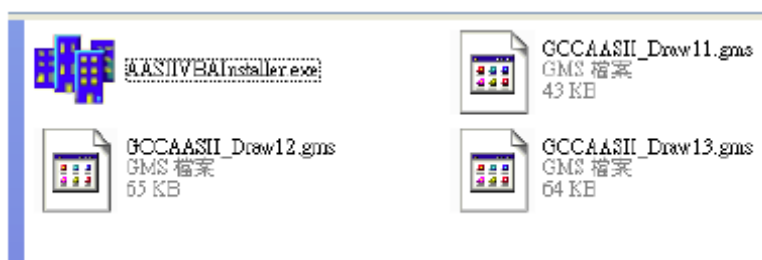 AASIIVBAInstaller.exe
GCCAASII_Draw11.gms
GMS 檔案
43 KB
GCCAASII_Draw12.gms
GMS 檔案
65 KB
GCCAASII_Draw13.gms
GMS 檔案
64 KB